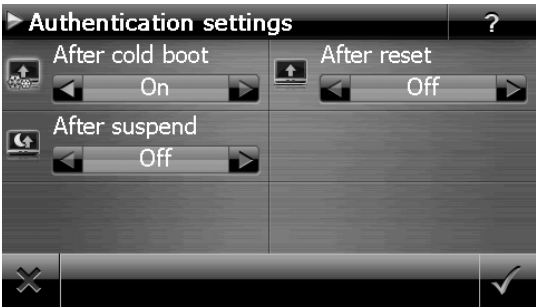 Authentication settings ?
After cold boot
On
After reset
Off
After suspend
Off